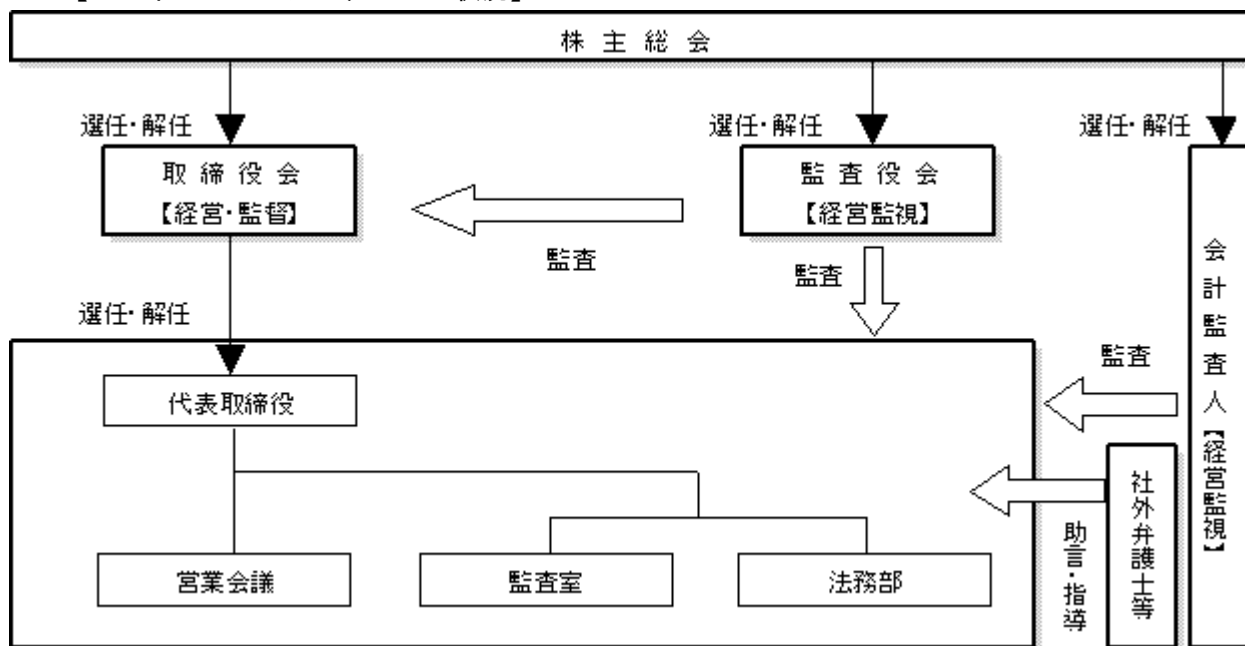 株主総会
選任・解任
選任・解任
選任・解任
取締役会
【経営・監督】
監査役会
【経営監視】
監査
監査
会計監査人【経営監視】
選任・解任
監査
代表取締役
社外弁護士等
助言・指導
営業会議
監査室
法務部